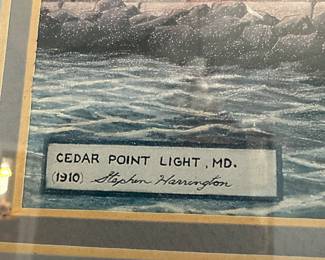 CEDAR POINT LIGHT, MD.
(1910) Stephen Harrington